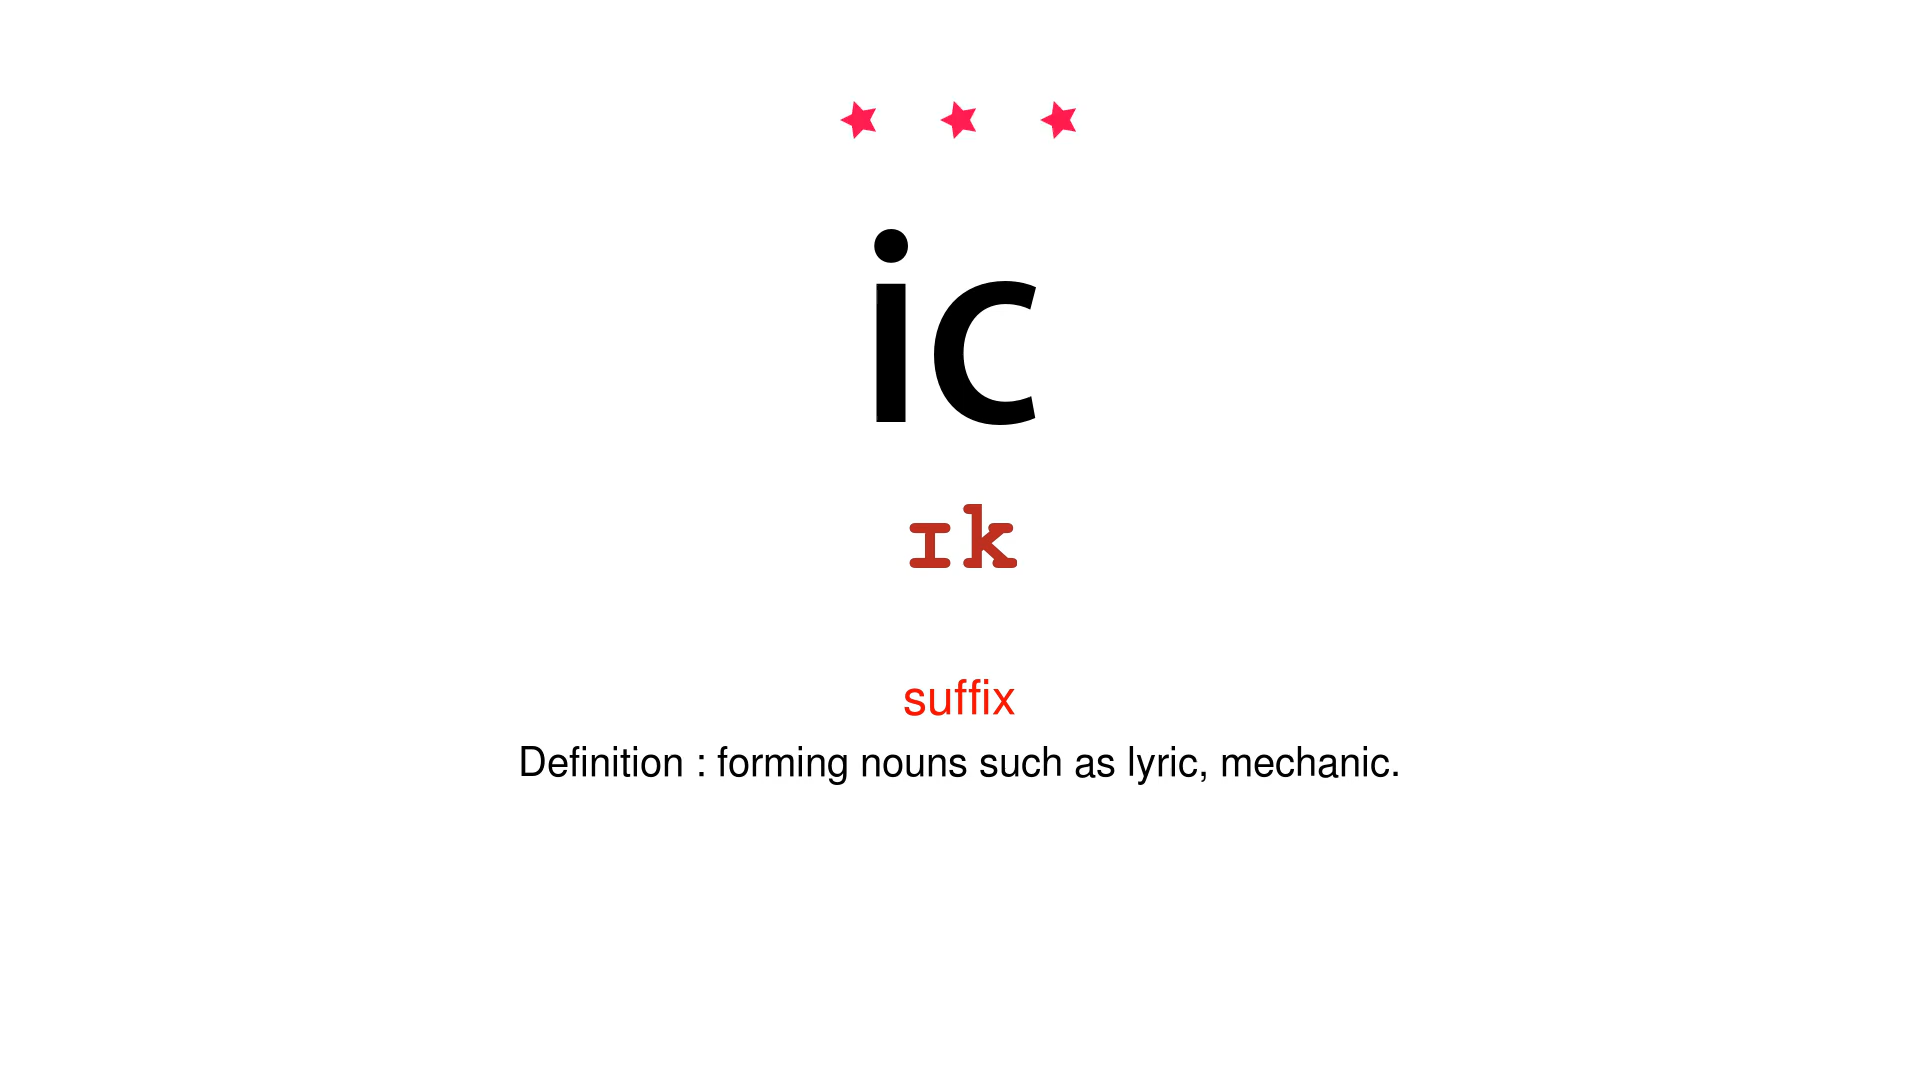 ic
ɪk
suffix
Definition : forming nouns such as lyric, mechanic.